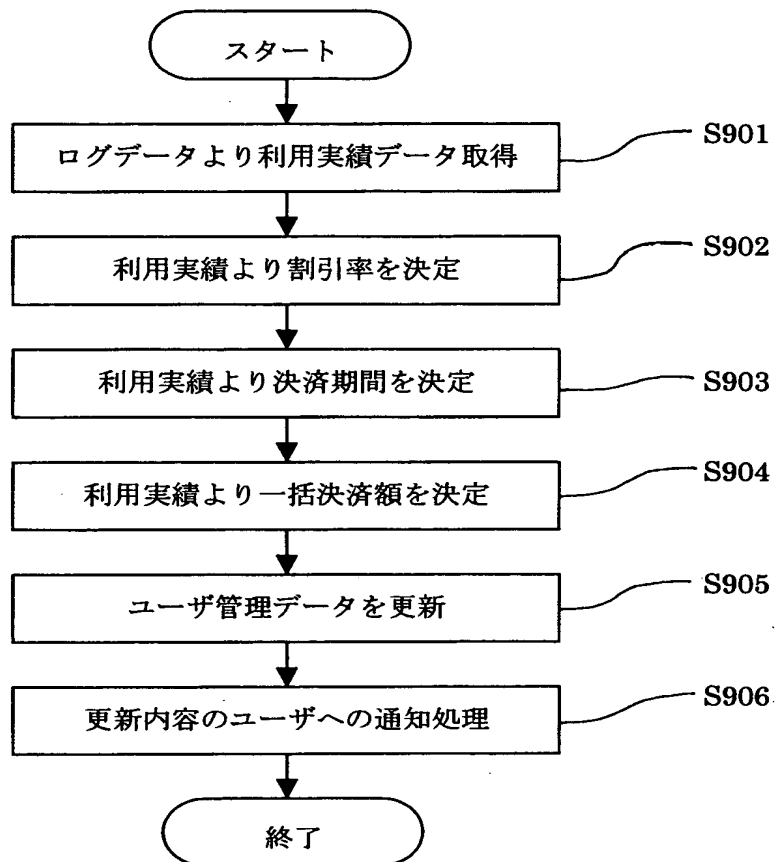 スタート
ログデータより利用実績データ取得
S901
利用実績より割引率を決定
S902
利用実績より決済期間を決定
S903
利用実績より一括決済額を決定
S904
ユーザ管理データを更新
S905
更新内容のユーザへの通知処理
S906
終了